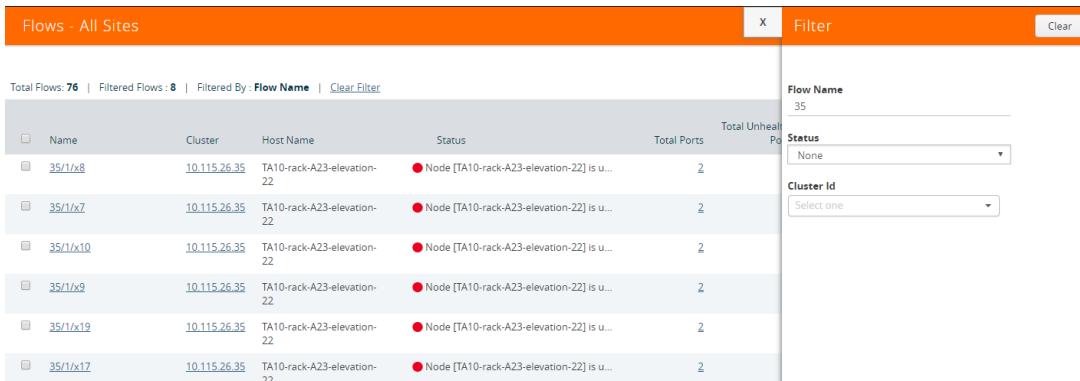 Flows - All Sites
X
Filter
Clear
Total Flows: 76 | Filtered Flows : 8 | Filtered By : Flow Name | Clear Filter
Name Cluster Host Name Status Total Ports Total Unhealt
Po
35/1/x8 10.115.26.35 TA10-rack-A23-elevation- Node [TA10-rack-A23-elevation-22] is u... 2
22
35/1/x7 10.115.26.35 TA10-rack-A23-elevation- Node [TA10-rack-A23-elevation-22] is u... 2
22
35/1/x10 10.115.26.35 TA10-rack-A23-elevation- Node [TA10-rack-A23-elevation-22] is u... 2
22
35/1/x9 10.115.26.35 TA10-rack-A23-elevation- Node [TA10-rack-A23-elevation-22] is u... 2
22
35/1/x19 10.115.26.35 TA10-rack-A23-elevation- Node [TA10-rack-A23-elevation-22] is u... 2
22
35/1/x17 10.115.26.35 TA10-rack-A23-elevation- Node [TA10-rack-A23-elevation-22] is u... 2
22
Flow Name
35
Status
None
Cluster Id
Select one